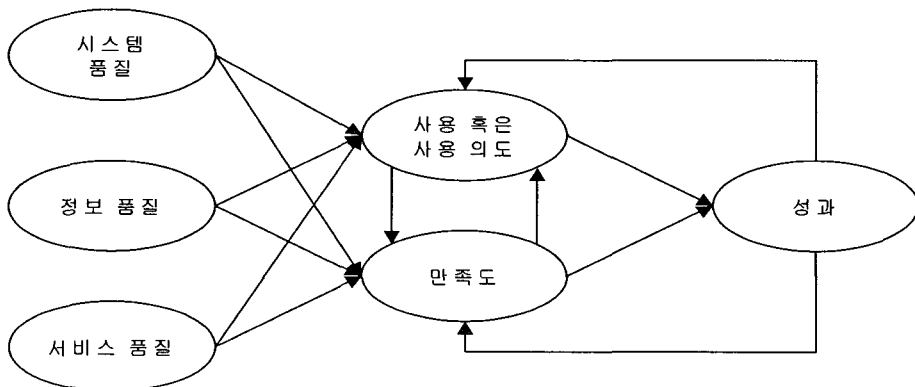 시스템
품질
사용 혹은
사용 의도
정보 품질
성과
만족도
서비스 품질